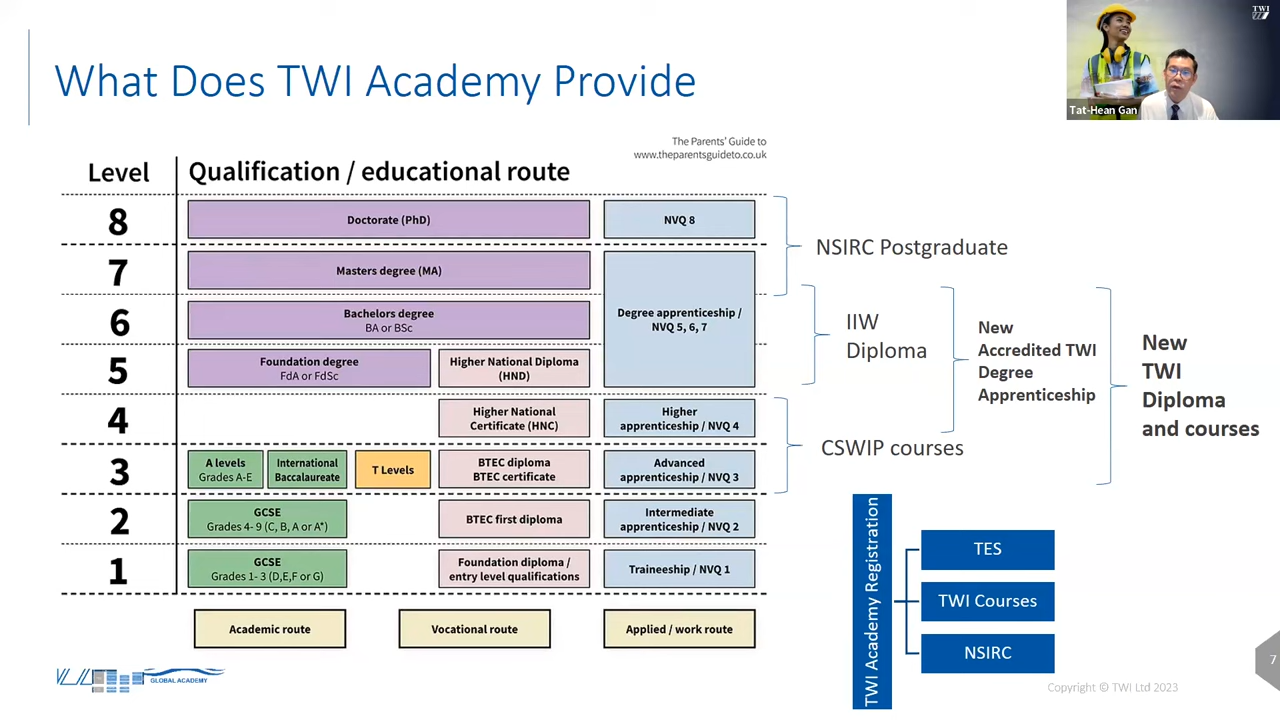 What Does TWI Academy Provide
TWI
Tat-Hean Gan
The Parents' Guide to
www.theparentsguideto.co.uk
Level
Qualification / educational route
8
Doctorate (PhD)
NVQ 8
7
Masters degree (MA)
6
Bachelors degree
BA or BSc
Degree apprenticeship /
NVQ 5, 6, 7
5
Foundation degree
FdA or FdSc
Higher National Diploma
(HND)
4
Higher National
Certificate (HNC)
Higher
apprenticeship / NVQ 4
3
A levels
Grades A-E
International
Baccalaureate
T Levels
BTEC diploma
BTEC certificate
Advanced
apprenticeship / NVQ 3
2
GCSE
Grades 4- 9 (C, B, A or A*)
BTEC first diploma
Intermediate
apprenticeship / NVQ 2
1
GCSE
Grades 1- 3 (D,E,F or G)
Foundation diploma /
entry level qualifications
Traineeship / NVQ 1
Academic route
Vocational route
Applied / work route
NSIRC Postgraduate
IIW
Diploma
CSWIP courses
New
Accredited TWI
Degree
Apprenticeship
New
TWI
Diploma
and courses
TWI Academy Registration
TES
TWI Courses
NSIRC
GLOBAL ACADEMY
Copyright © TWI Ltd 2023
7